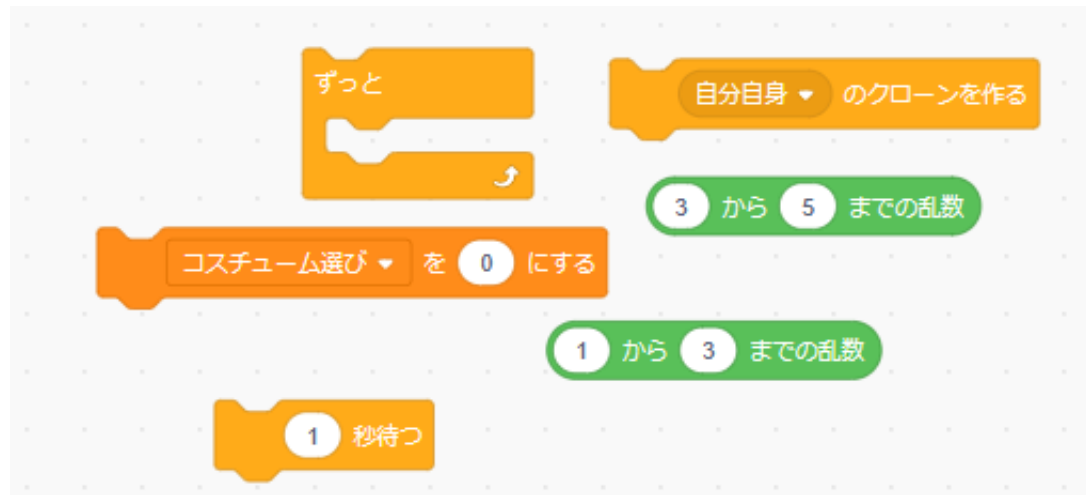 ずっと
自分自身 のクローンを作る
3 から 5 までの乱数
コスチューム選び を 0 にする
1 から 3 までの乱数
1 秒待つ